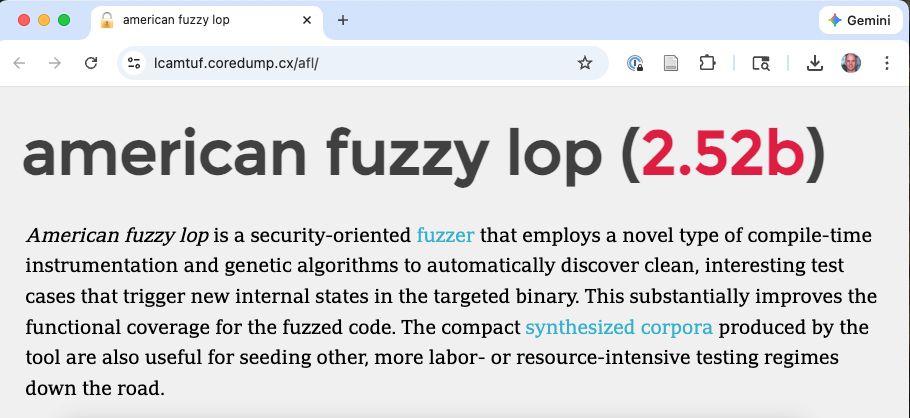 american fuzzy lop
Gemini
lcamtuf.coredump.cx/afl/
american fuzzy lop (2.52b)
American fuzzy lop is a security-oriented fuzzer that employs a novel type of compile-time
instrumentation and genetic algorithms to automatically discover clean, interesting test
cases that trigger new internal states in the targeted binary. This substantially improves the
functional coverage for the fuzzed code. The compact synthesized corpora produced by the
tool are also useful for seeding other, more labor- or resource-intensive testing regimes
down the road.